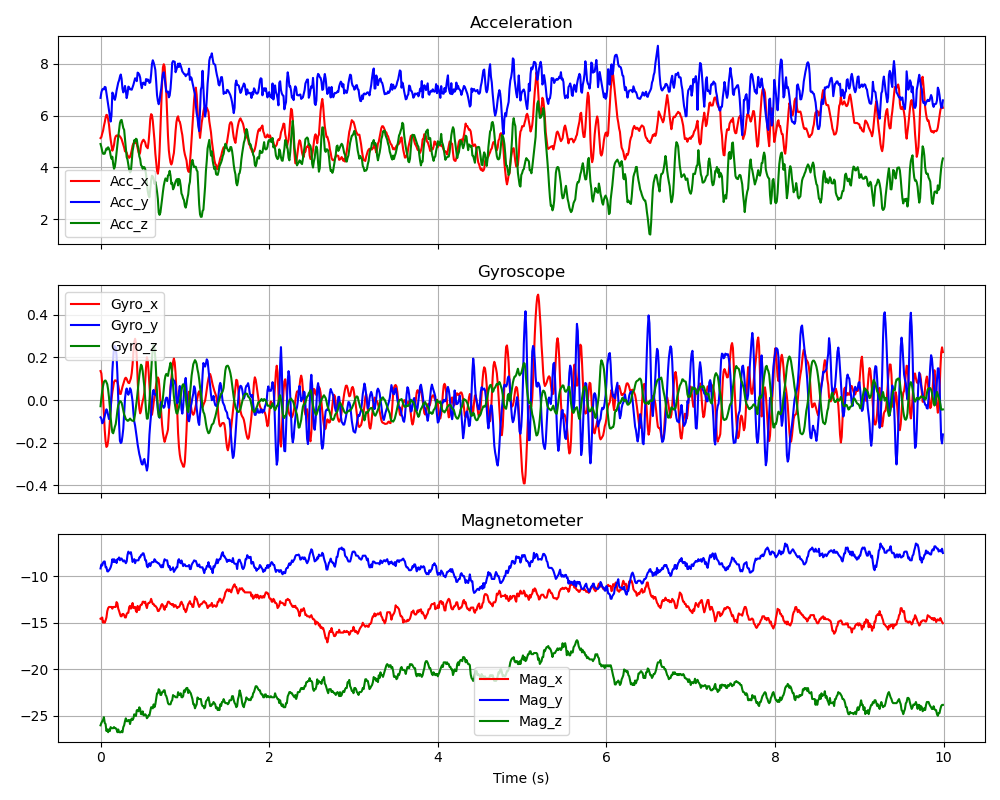 Acceleration
8
6
4
2
Acc_x
Acc_y
Acc_z
Gyroscope
0.4
0.2
0.0
−0.2
−0.4
Gyro_x
Gyro_y
Gyro_z
Magnetometer
−10
−15
−20
−25
Mag_x
Mag_y
Mag_z
0 2 4 6 8 10
Time (s)